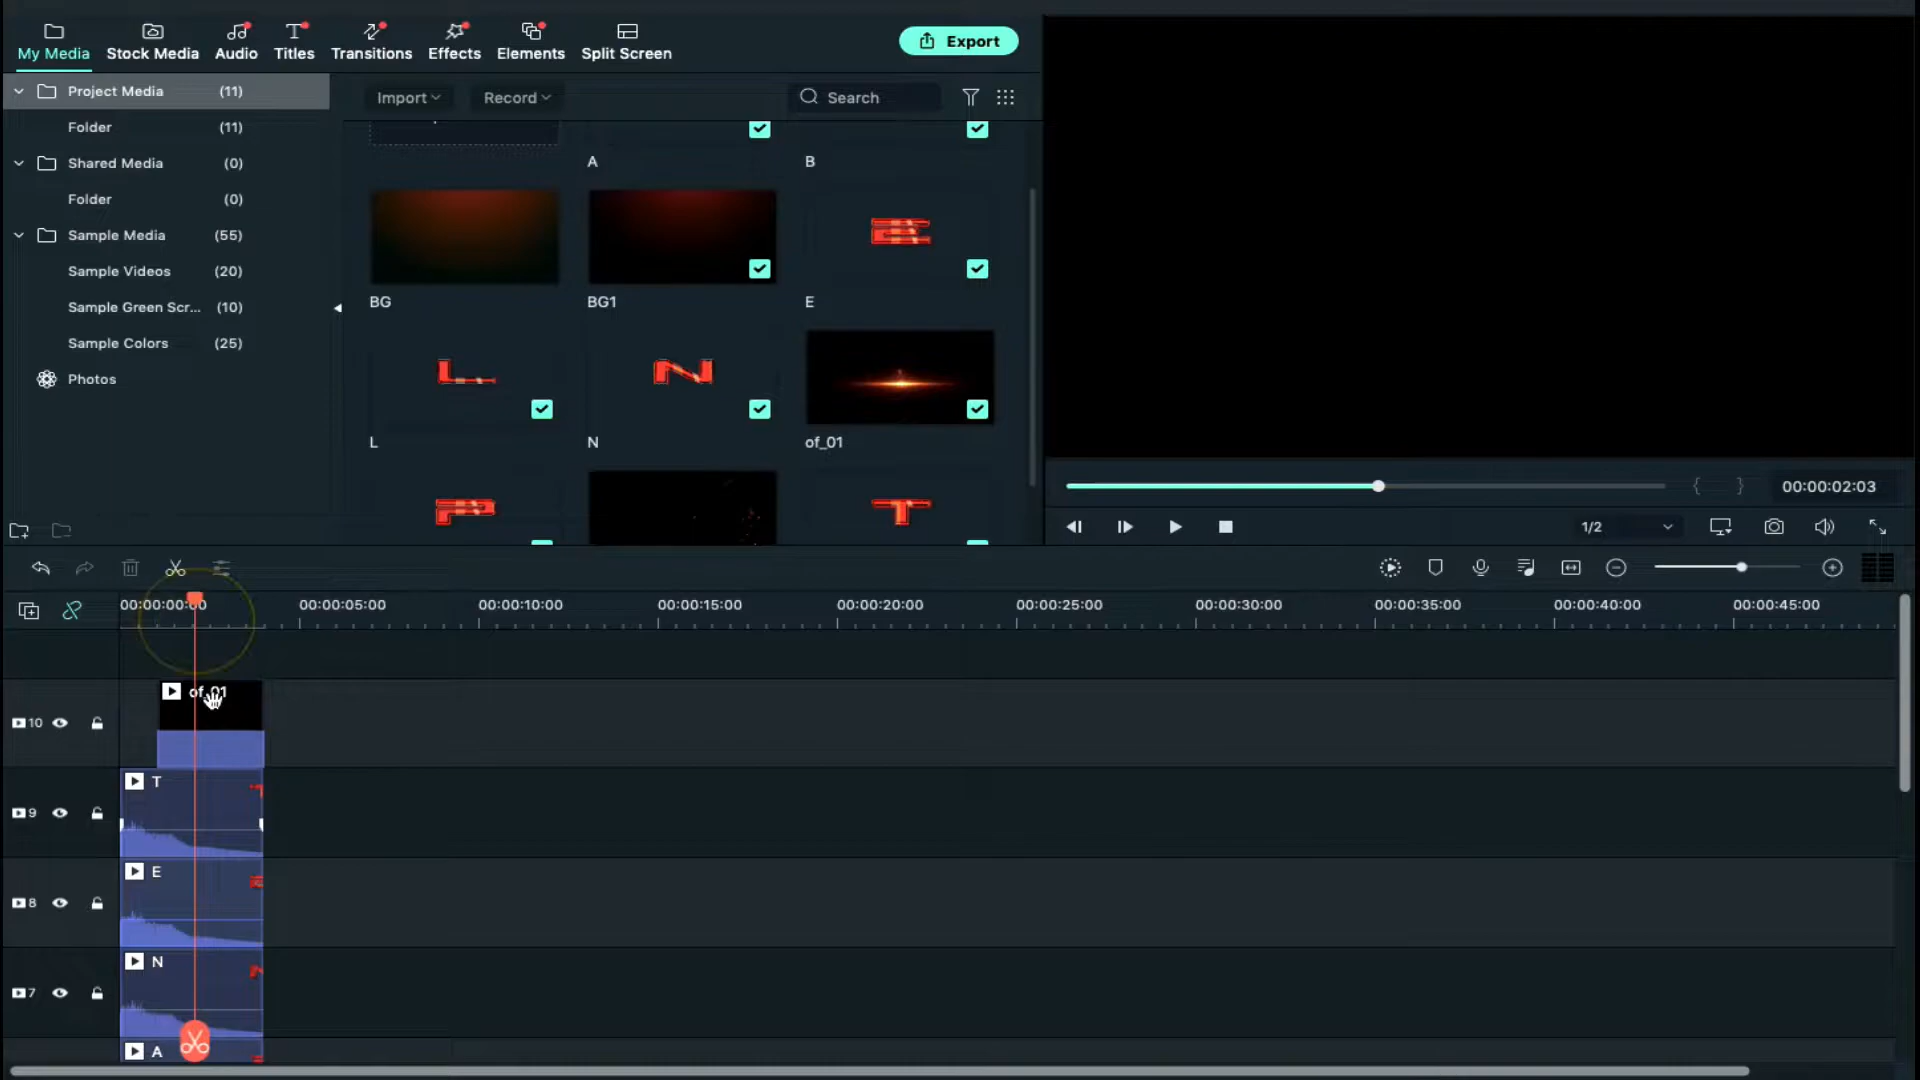 My Media
Stock Media
Audio
Titles
Transitions
Effects
Elements
Split Screen
Export
Project Media (11)
Folder (11)
Shared Media (0)
Folder (0)
Sample Media (55)
Sample Videos (20)
Sample Green Scr... (10)
Sample Colors (25)
Photos
Import
Record
Search
A
B
BG
BG1
E
E
L
N
L
N
of_01
P
T
00:00:02:03
1/2
00:00:00:00
00:00:05:00
00:00:10:00
00:00:15:00
00:00:20:00
00:00:25:00
00:00:30:00
00:00:35:00
00:00:40:00
00:00:45:00
10
of_01
9
T
8
E
7
N
A